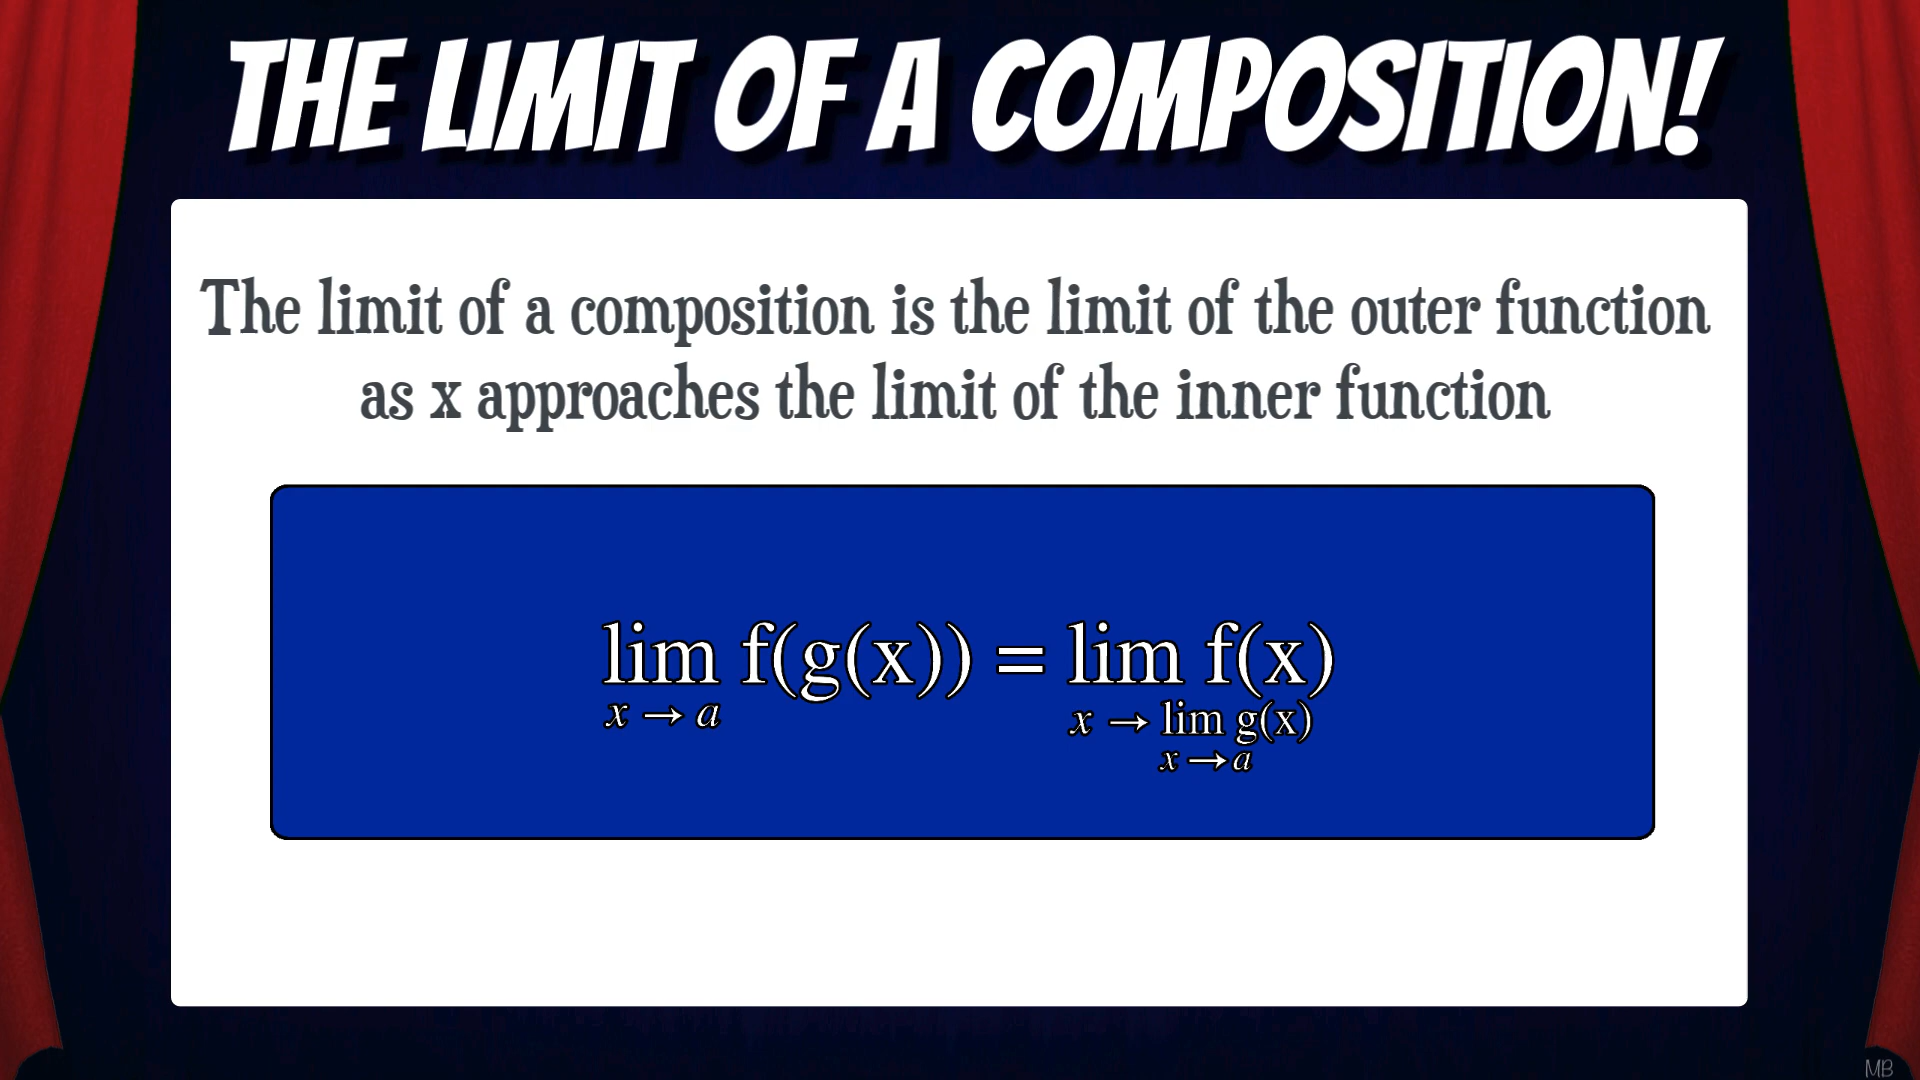 THE LIMIT OF A COMPOSITION!
The limit of a composition is the limit of the outer function
as x approaches the limit of the inner function
lim f(g(x)) = lim f(x)
x → a x → lim g(x)
x → a
MB